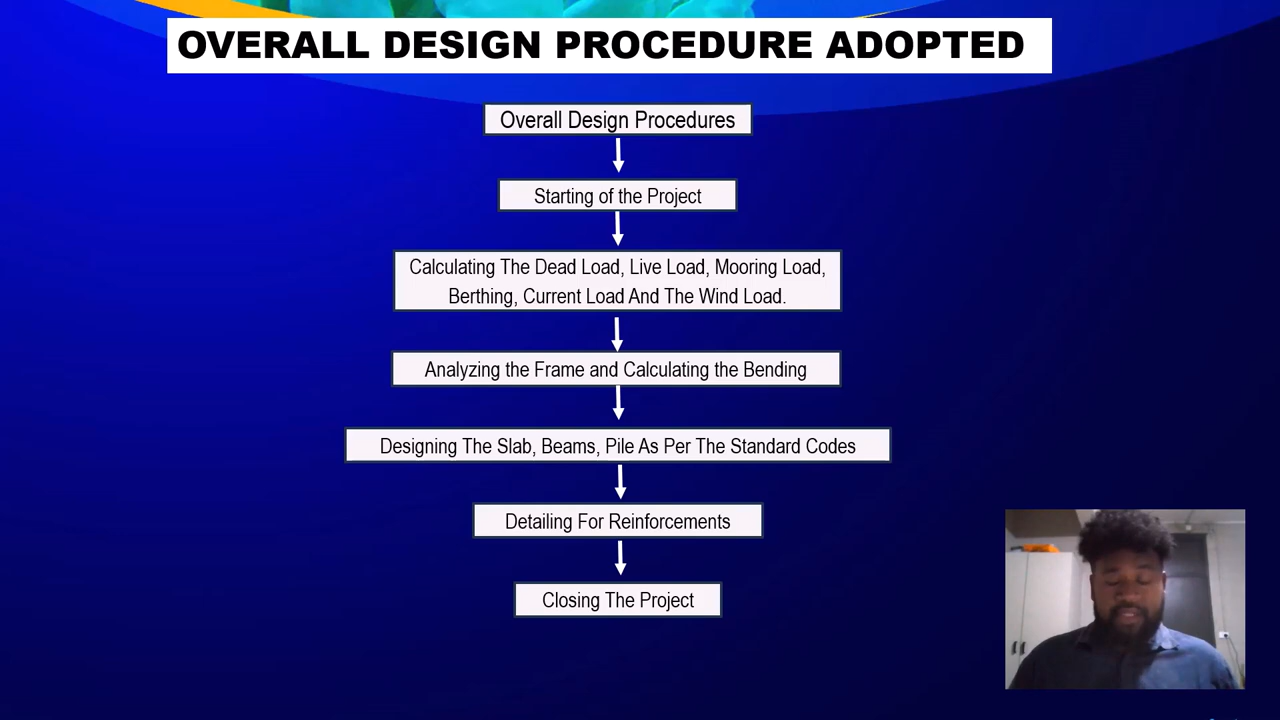 OVERALL DESIGN PROCEDURE ADOPTED
Overall Design Procedures
Starting of the Project
Calculating The Dead Load, Live Load, Mooring Load,
Berthing, Current Load And The Wind Load.
Analyzing the Frame and Calculating the Bending
Designing The Slab, Beams, Pile As Per The Standard Codes
Detailing For Reinforcements
Closing The Project